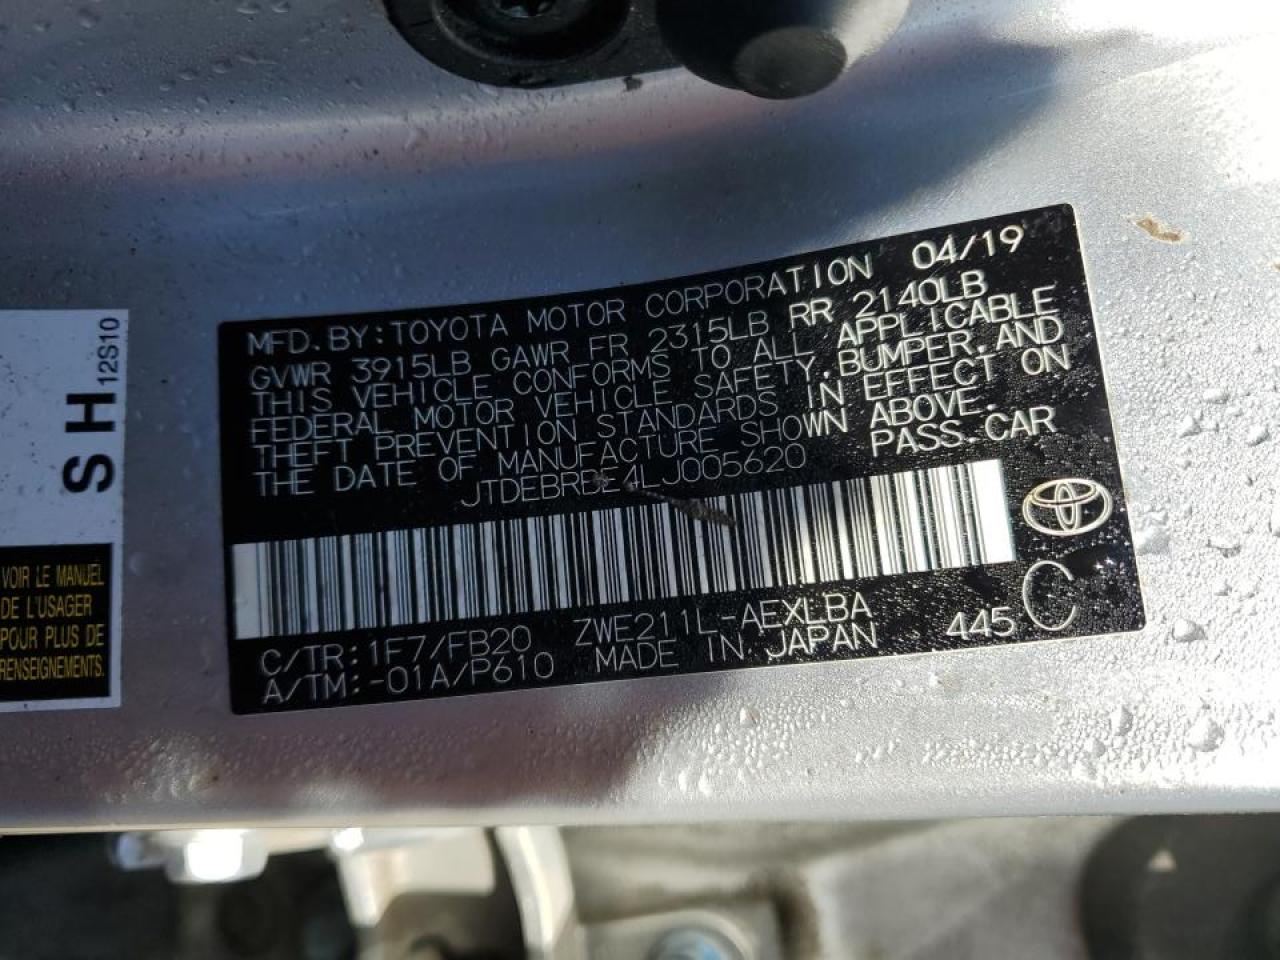 MFD. BY: TOYOTA MOTOR CORPORATION 04/19
GVWR 3915LB GAWR FR 2315LB RR 2140LB
THIS VEHICLE CONFORMS TO ALL APPLICABLE
FEDERAL MOTOR VEHICLE SAFETY, BUMPER, AND
THEFT PREVENTION STANDARDS IN EFFECT ON
THE DATE OF MANUFACTURE SHOWN ABOVE.
JTDEBRBE4LJ005620 PASS. CAR
C/TR: 1F7/FB20 ZWE211L-AEXLBA 445 C
A/TM: -01A/P610 MADE IN JAPAN
S H 12S10
VOIR LE MANUEL
DE L'USAGER
POUR PLUS DE
RENSEIGNEMENTS.